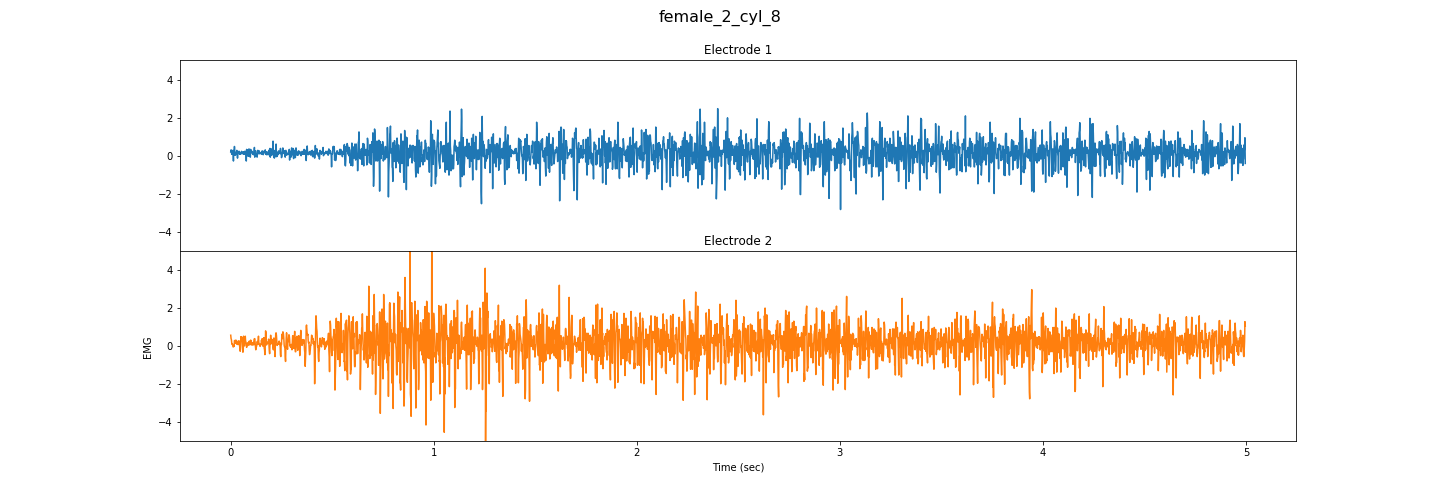 female_2_cyl_8
Electrode 1
4
2
0
−2
−4
Electrode 2
4
2
0
−2
−4
EMG
0 1 2 3 4 5
Time (sec)